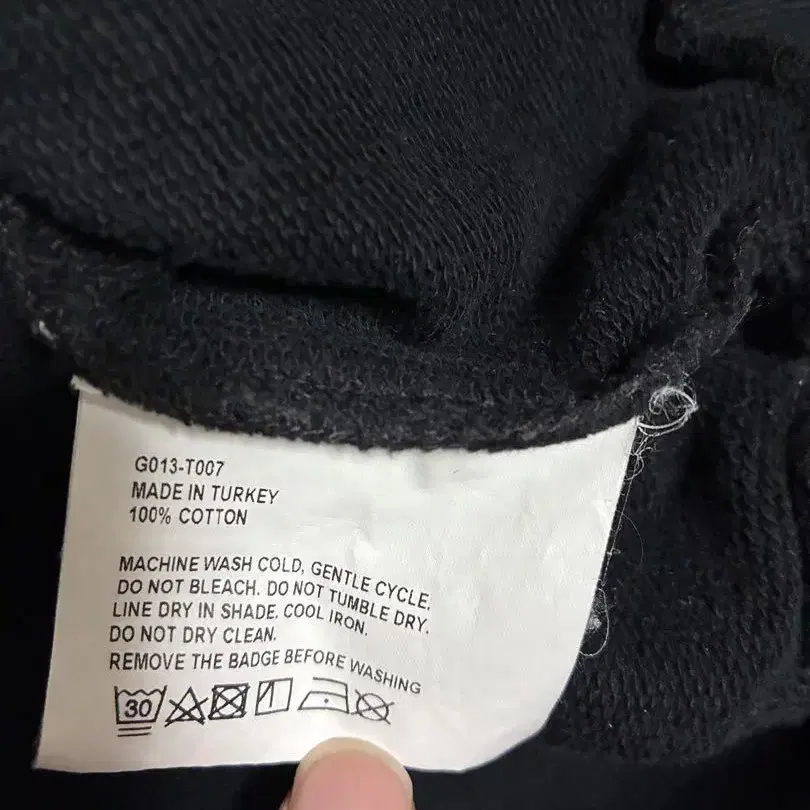 G013-T007
MADE IN TURKEY
100% COTTON
MACHINE WASH COLD, GENTLE CYCLE.
DO NOT BLEACH. DO NOT TUMBLE DRY.
LINE DRY IN SHADE. COOL IRON.
DO NOT DRY CLEAN.
REMOVE THE BADGE BEFORE WASHING
30